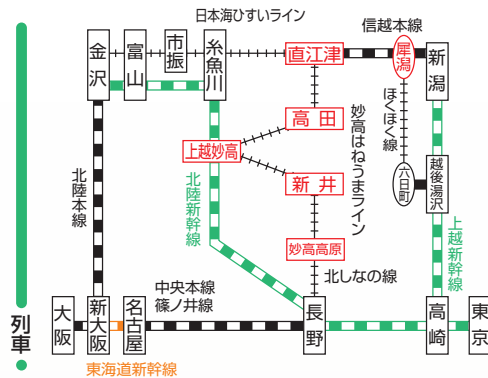 日本海ひすいライン
信越本線
金沢
富山
市振
糸魚川
直江津
犀潟
新潟
高田
妙高はねうまライン
ほくほく線
上越妙高
新井
六日町
越後湯沢
北陸本線
北陸新幹線
上越新幹線
妙高高原
北しなの線
中央本線
篠ノ井線
列車
大阪
新大阪
名古屋
長野
高崎
東京
東海道新幹線